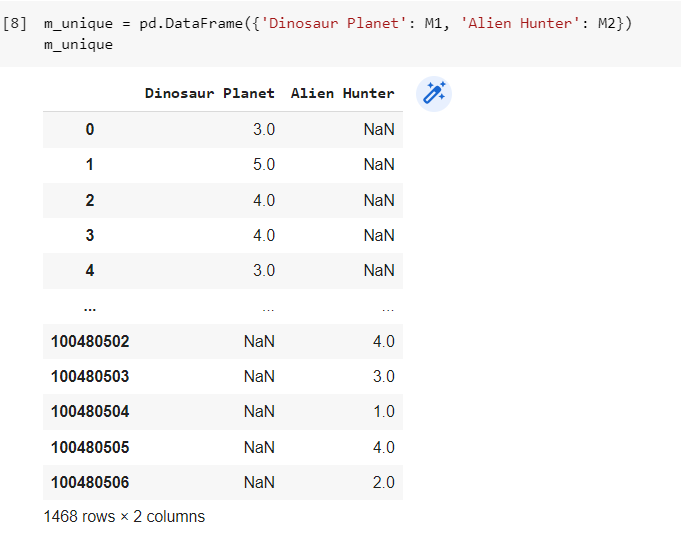 [8] m_unique = pd.DataFrame({'Dinosaur Planet': M1, 'Alien Hunter': M2})
m_unique
Dinosaur Planet Alien Hunter
0 3.0 NaN
1 5.0 NaN
2 4.0 NaN
3 4.0 NaN
4 3.0 NaN
... ... ...
100480502 NaN 4.0
100480503 NaN 3.0
100480504 NaN 1.0
100480505 NaN 4.0
100480506 NaN 2.0
1468 rows × 2 columns